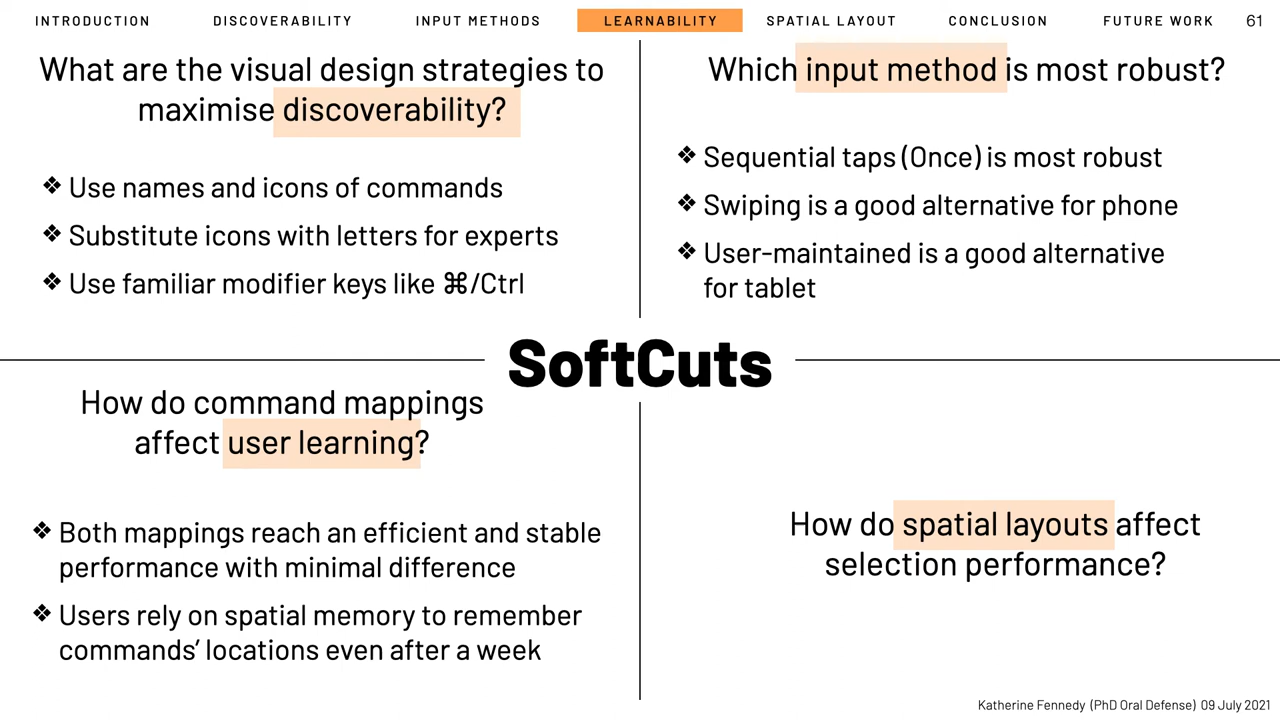 INTRODUCTION DISCOVERABILITY INPUT METHODS LEARNABILITY SPATIAL LAYOUT CONCLUSION FUTURE WORK 61
What are the visual design strategies to
maximise discoverability?
❖ Use names and icons of commands
❖ Substitute icons with letters for experts
❖ Use familiar modifier keys like ⌘/Ctrl
Which input method is most robust?
❖ Sequential taps (Once) is most robust
❖ Swiping is a good alternative for phone
❖ User-maintained is a good alternative
for tablet
SoftCuts
How do command mappings
affect user learning?
❖ Both mappings reach an efficient and stable
performance with minimal difference
❖ Users rely on spatial memory to remember
commands’ locations even after a week
How do spatial layouts affect
selection performance?
Katherine Fennedy (PhD Oral Defense) 09 July 2021